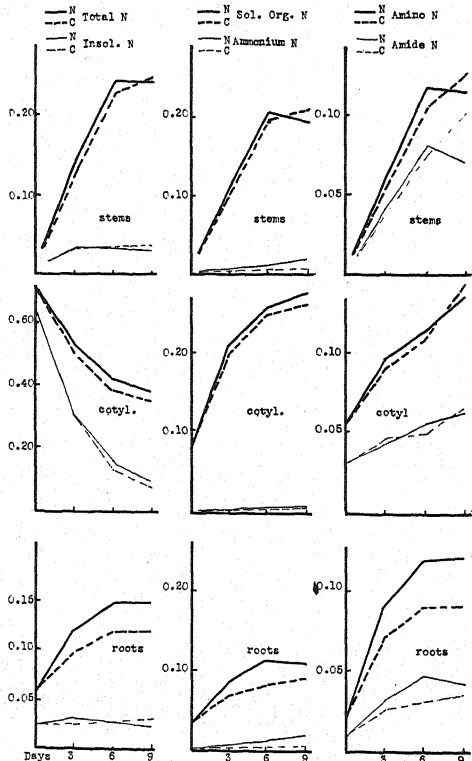 N Total N
C
N Insol. N
C
N Sol. Org. N
C
N Ammonium N
C
N Amino N
C
N Amide N
C
0.20
0.10
stems
0.20
0.10
stems
0.10
0.05
stems
0.60
0.40
0.20
cotyl.
0.20
0.10
cotyl.
0.10
0.05
cotyl
0.15
0.10
0.05
roots
0.20
0.10
roots
0.10
0.05
roots
Days 3 6 9
3 6 9
3 6 9